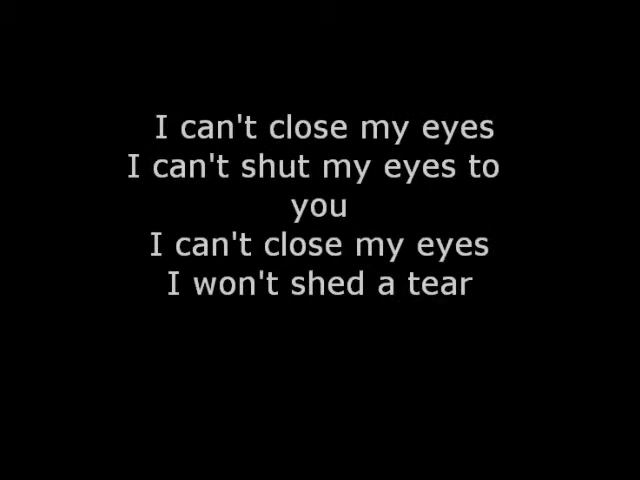 I can't close my eyes
I can't shut my eyes to
you
I can't close my eyes
I won't shed a tear